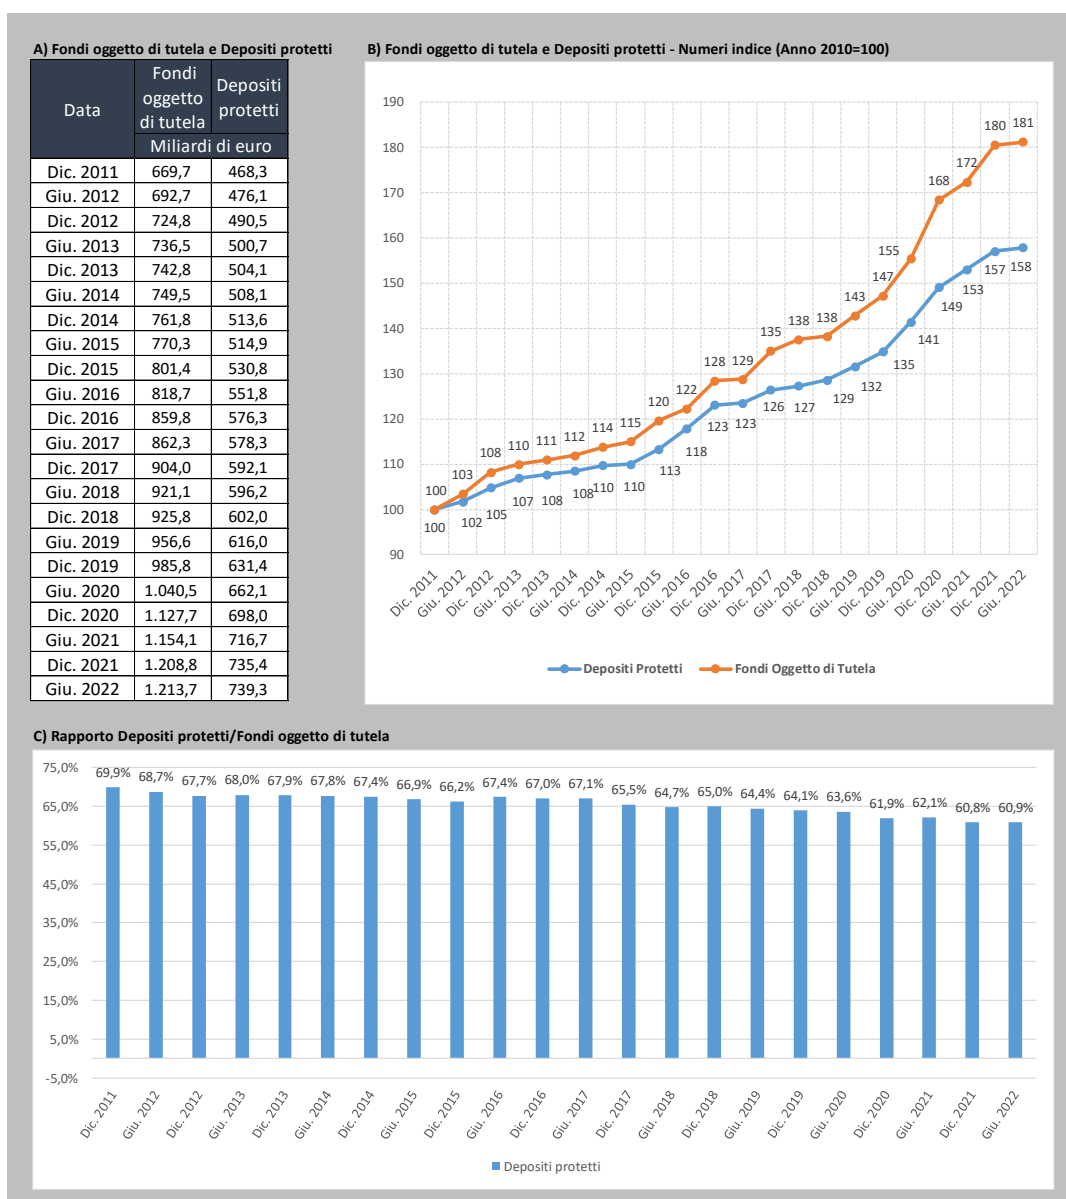 A) Fondi oggetto di tutela e Depositi protetti
Data
Fondi oggetto di tutela
Depositi protetti
Miliardi di euro
Dic. 2011 669,7 468,3
Giu. 2012 692,7 476,1
Dic. 2012 724,8 490,5
Giu. 2013 736,5 500,7
Dic. 2013 742,8 504,1
Giu. 2014 749,5 508,1
Dic. 2014 761,8 513,6
Giu. 2015 770,3 514,9
Dic. 2015 801,4 530,8
Giu. 2016 818,7 551,8
Dic. 2016 859,8 576,3
Giu. 2017 862,3 578,3
Dic. 2017 904,0 592,1
Giu. 2018 921,1 596,2
Dic. 2018 925,8 602,0
Giu. 2019 956,6 616,0
Dic. 2019 985,8 631,4
Giu. 2020 1.040,5 662,1
Dic. 2020 1.127,7 698,0
Giu. 2021 1.154,1 716,7
Dic. 2021 1.208,8 735,4
Giu. 2022 1.213,7 739,3
B) Fondi oggetto di tutela e Depositi protetti - Numeri indice (Anno 2010=100)
190
180
170
160
150
140
130
120
110
100
90
100 103 108 110 111 112 114 115 120 122 128 129 135 138 138 143 147 155 168 172 180 181
100 102 105 107 108 108 110 110 113 118 123 123 126 127 129 132 135 141 149 153 157 158
Dic. 2011 Giu. 2012 Dic. 2012 Giu. 2013 Dic. 2013 Giu. 2014 Dic. 2014 Giu. 2015 Dic. 2015 Giu. 2016 Dic. 2016 Giu. 2017 Dic. 2017 Giu. 2018 Dic. 2018 Giu. 2019 Dic. 2019 Giu. 2020 Dic. 2020 Giu. 2021 Dic. 2021 Giu. 2022
Depositi Protetti Fondi Oggetto di Tutela
C) Rapporto Depositi protetti/Fondi oggetto di tutela
75,0%
65,0%
55,0%
45,0%
35,0%
25,0%
15,0%
5,0%
-5,0%
69,9% 68,7% 67,7% 68,0% 67,9% 67,8% 67,4% 66,9% 66,2% 67,4% 67,0% 67,1% 65,5% 64,7% 65,0% 64,4% 64,1% 63,6% 61,9% 62,1% 60,8% 60,9%
Dic. 2011 Giu. 2012 Dic. 2012 Giu. 2013 Dic. 2013 Giu. 2014 Dic. 2014 Giu. 2015 Dic. 2015 Giu. 2016 Dic. 2016 Giu. 2017 Dic. 2017 Giu. 2018 Dic. 2018 Giu. 2019 Dic. 2019 Giu. 2020 Dic. 2020 Giu. 2021 Dic. 2021 Giu. 2022
Depositi protetti